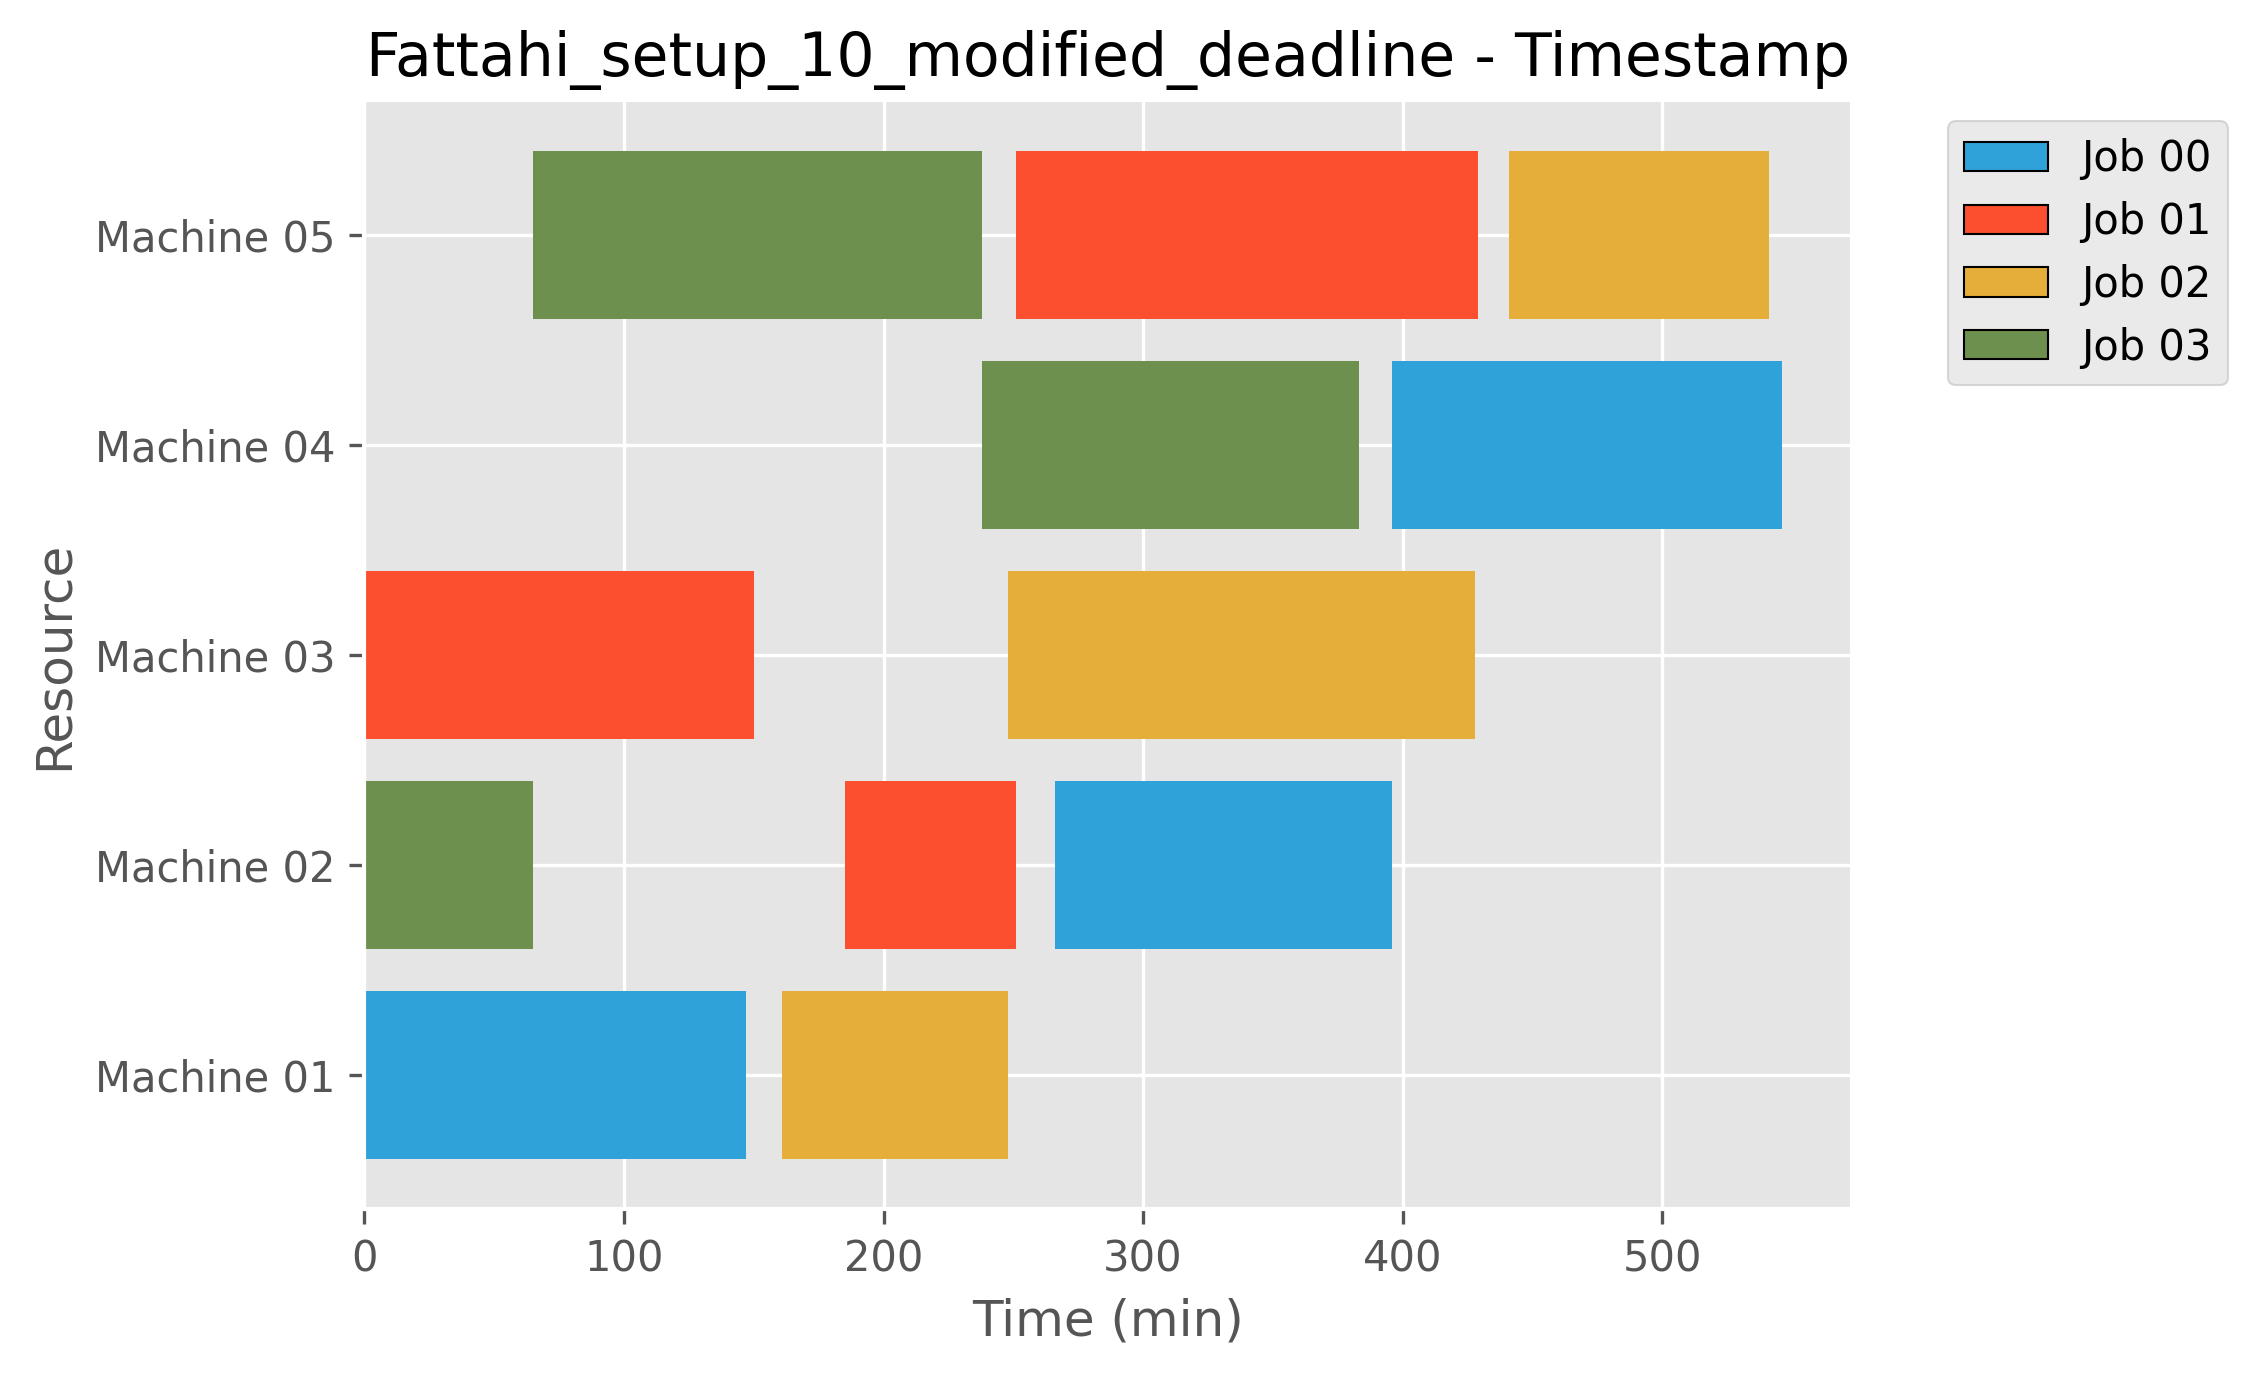 Fattahi_setup_10_modified_deadline - Timestamp
Job 00
Job 01
Job 02
Job 03
Machine 05
Machine 04
Machine 03
Machine 02
Machine 01
Resource
0 100 200 300 400 500
Time (min)